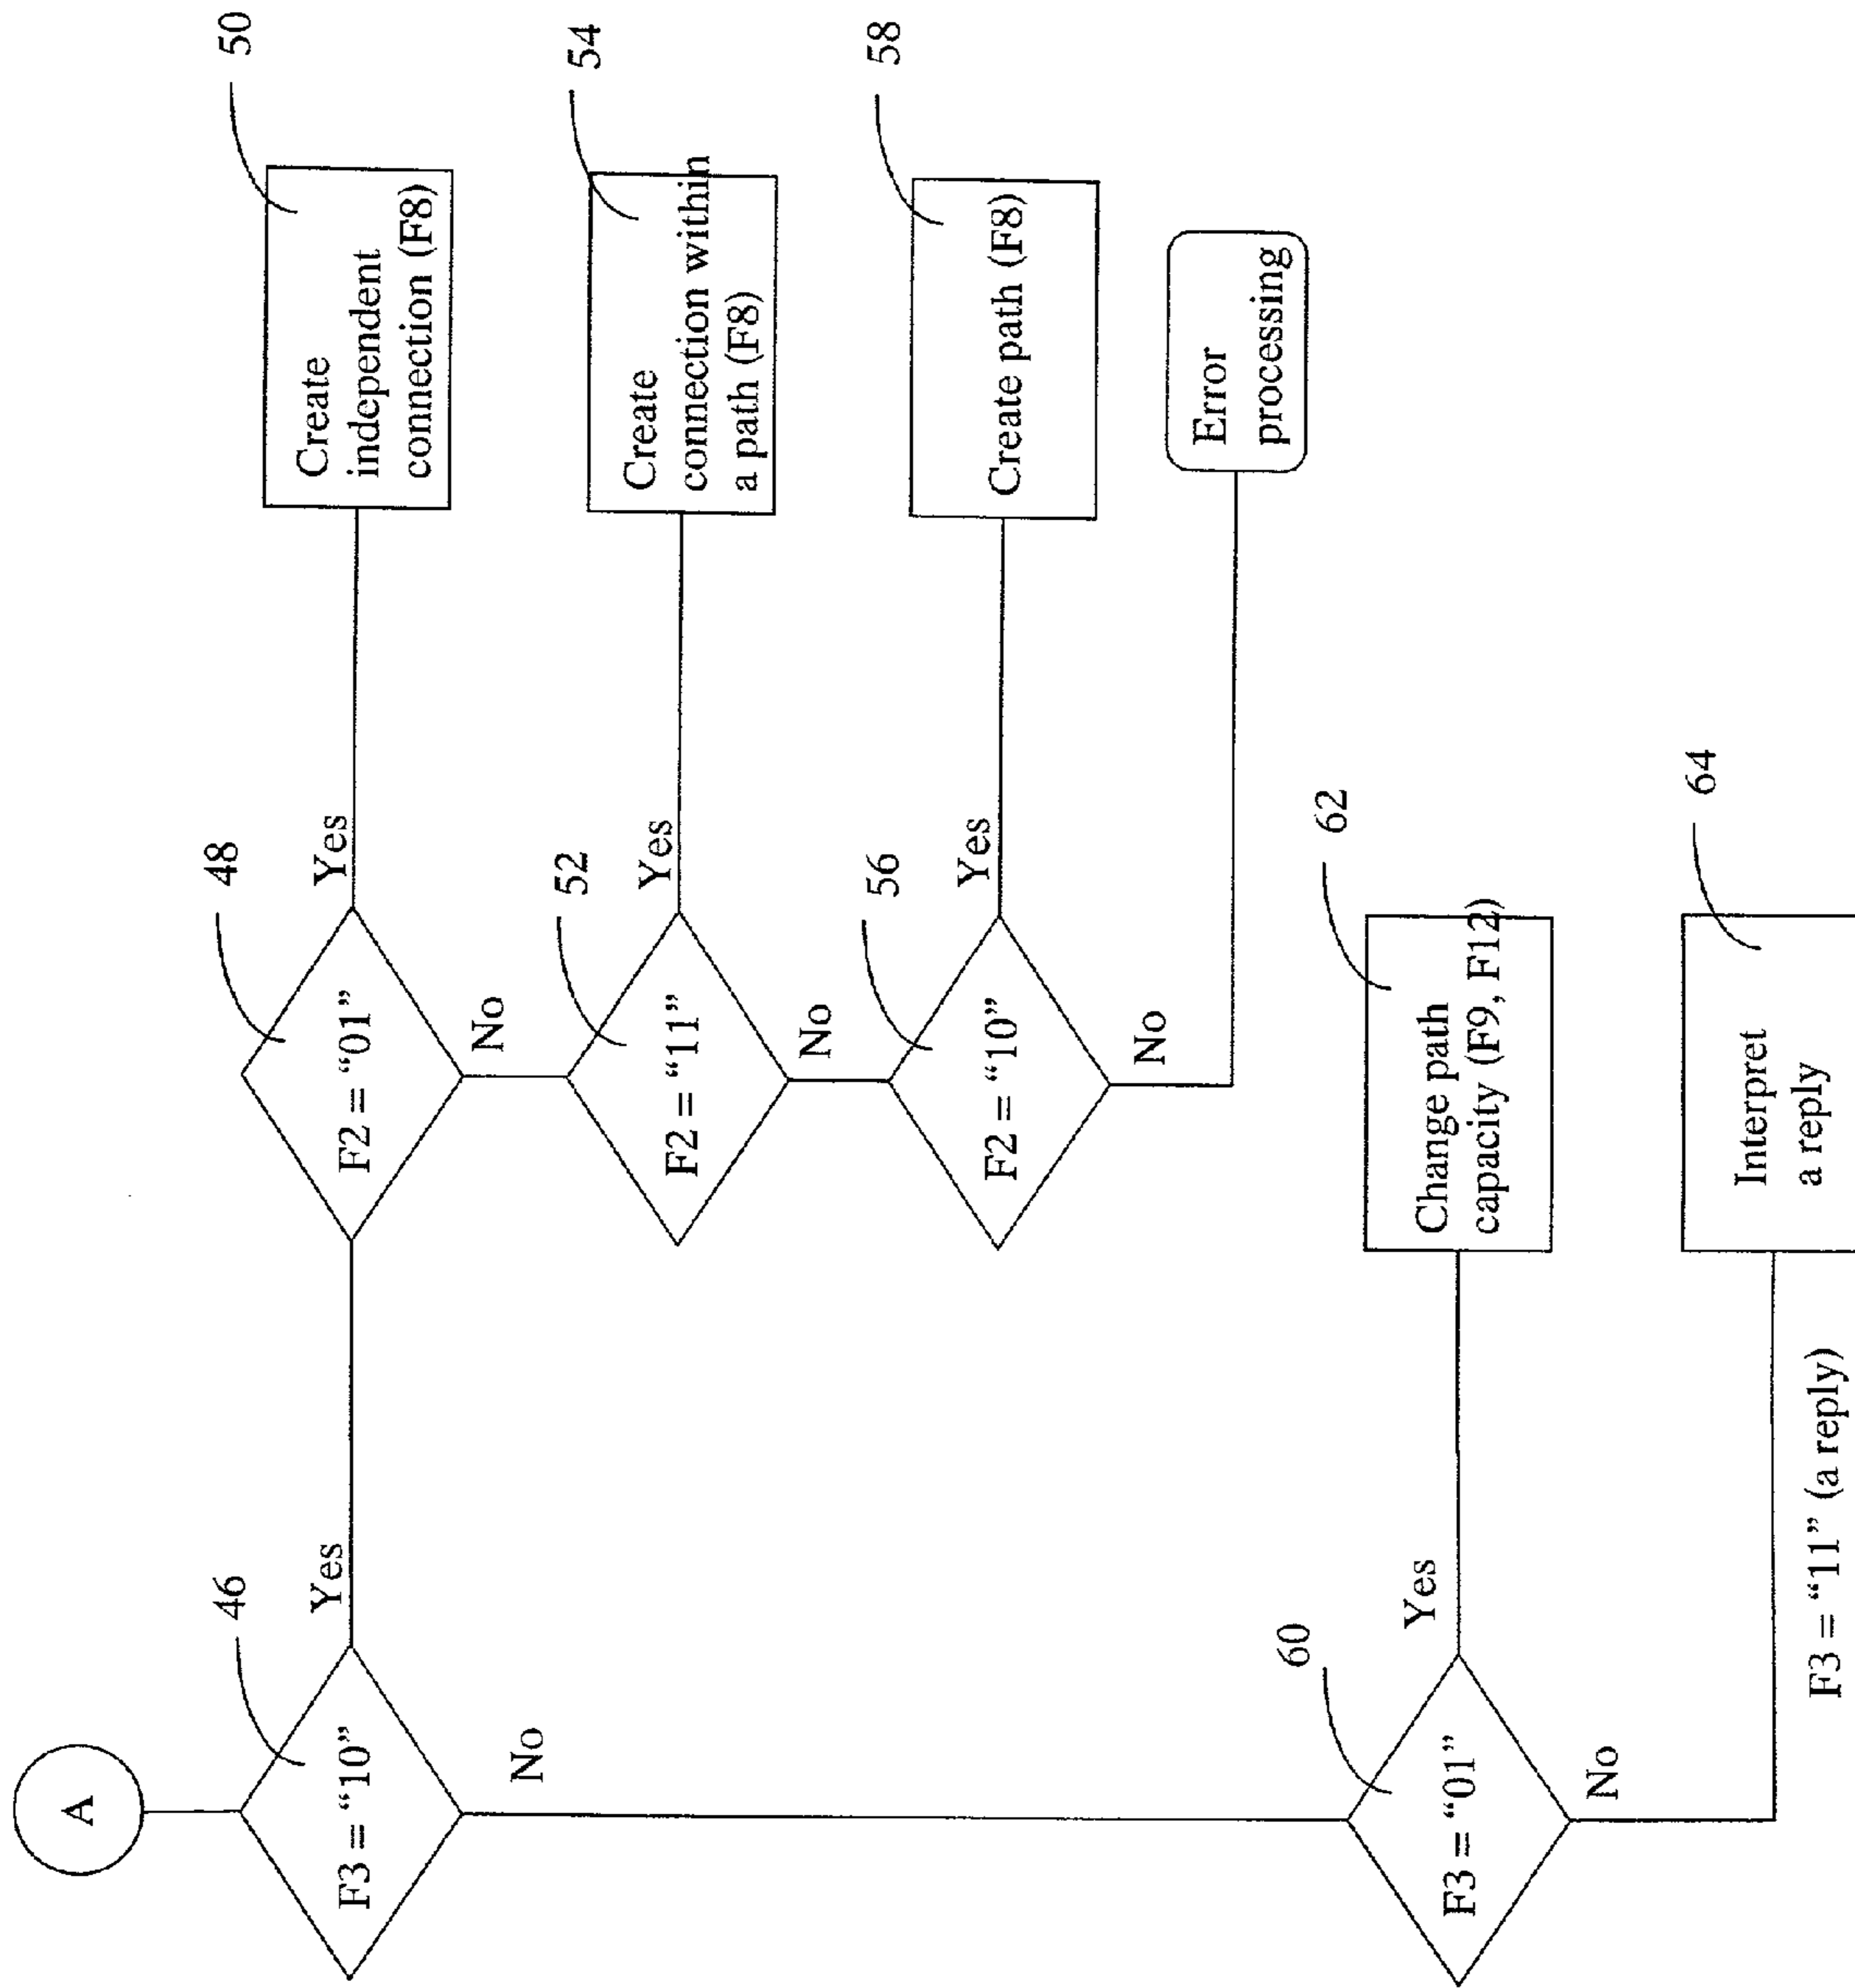 A
46
F3 = “10”
Yes
No
48
F2 = “01”
Yes
No
50
Create
independent
connection (F8)
52
F2 = “11”
Yes
No
54
Create
connection within
a path (F8)
56
F2 = “10”
Yes
No
58
Create path (F8)
Error
processing
60
F3 = “01”
Yes
No
62
Change path
capacity (F9, F12)
F3 = “11” (a reply)
64
Interpret
a reply